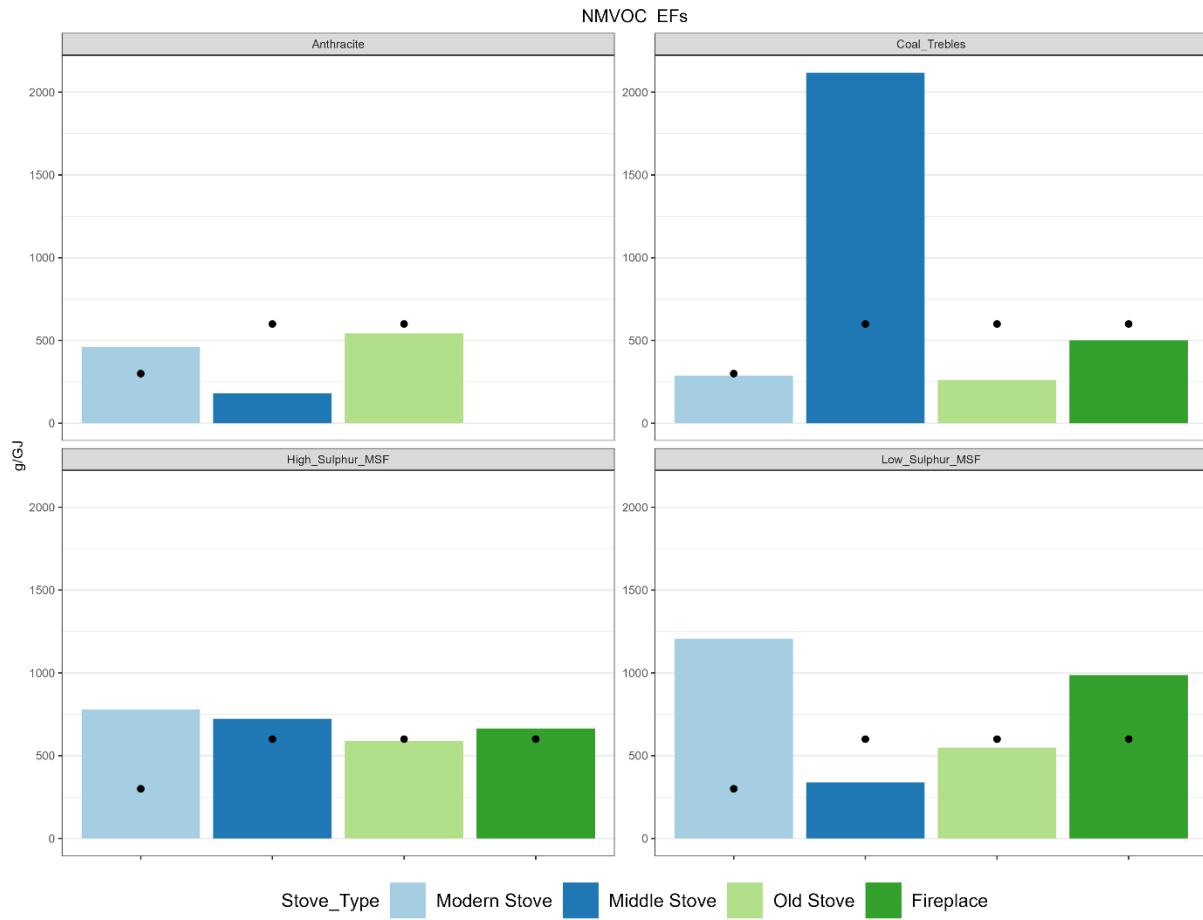 NMVOC EFs
Anthracite
Coal_Trebles
2000
1500
1000
500
0
2000
1500
1000
500
0
g/GJ
High_Sulphur_MSF
Low_Sulphur_MSF
2000
1500
1000
500
0
2000
1500
1000
500
0
Stove_Type Modern Stove Middle Stove Old Stove Fireplace